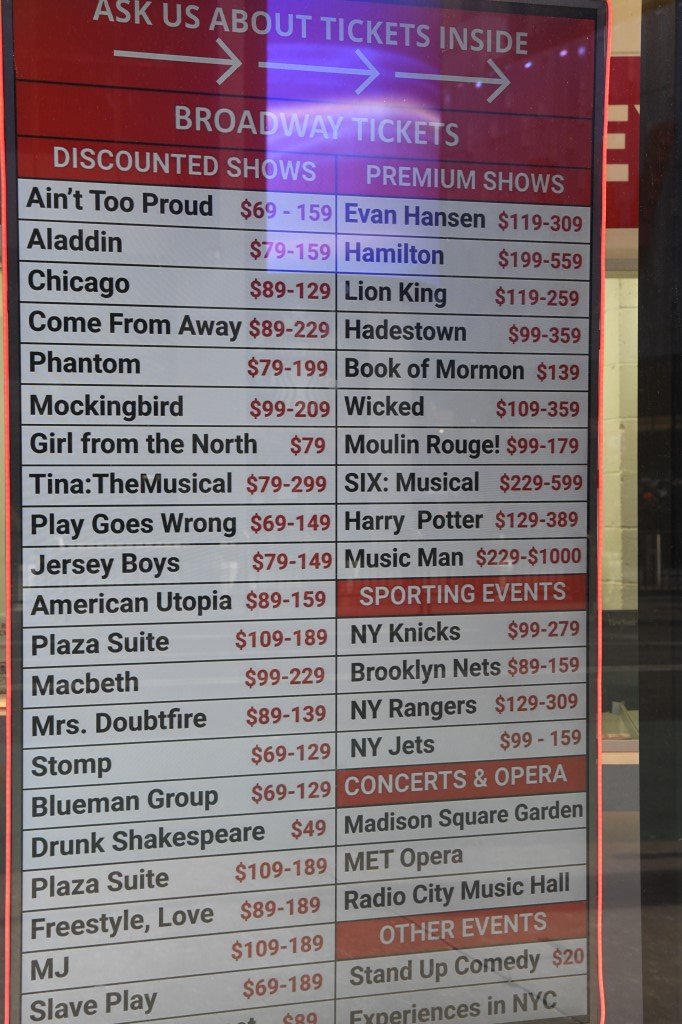 ASK US ABOUT TICKETS INSIDE
BROADWAY TICKETS
DISCOUNTED SHOWS
Ain't Too Proud $69 - 159
Aladdin $79-159
Chicago $89-129
Come From Away $89-229
Phantom $79-199
Mockingbird $99-209
Girl from the North $79
Tina:TheMusical $79-299
Play Goes Wrong $69-149
Jersey Boys $79-149
American Utopia $89-159
Plaza Suite $109-189
Macbeth $99-229
Mrs. Doubtfire $89-139
Stomp $69-129
Blueman Group $69-129
Drunk Shakespeare $49
Plaza Suite $109-189
Freestyle, Love $89-189
MJ $109-189
Slave Play $69-189
$89
PREMIUM SHOWS
Evan Hansen $119-309
Hamilton $199-559
Lion King $119-259
Hadestown $99-359
Book of Mormon $139
Wicked $109-359
Moulin Rouge! $99-179
SIX: Musical $229-599
Harry Potter $129-389
Music Man $229-$1000
SPORTING EVENTS
NY Knicks $99-279
Brooklyn Nets $89-159
NY Rangers $129-309
NY Jets $99 - 159
CONCERTS & OPERA
Madison Square Garden
MET Opera
Radio City Music Hall
OTHER EVENTS
Stand Up Comedy $20
Experiences in NYC